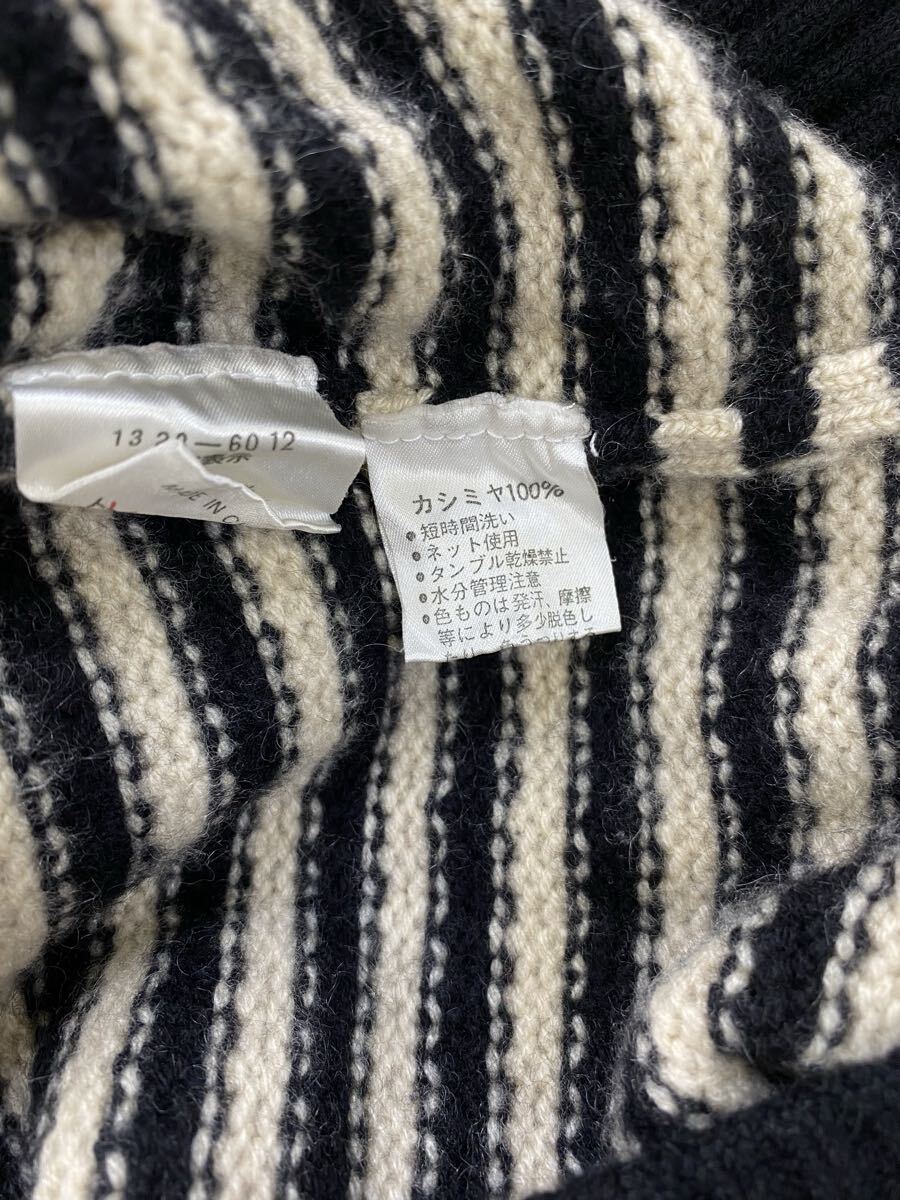 13 20-60 12
表示
MADE IN C
カシミヤ100%
●短時間洗い
●ネット使用
●タンブル乾燥禁止
●水分管理注意
●色ものは発汗、摩擦
等により多少脱色し